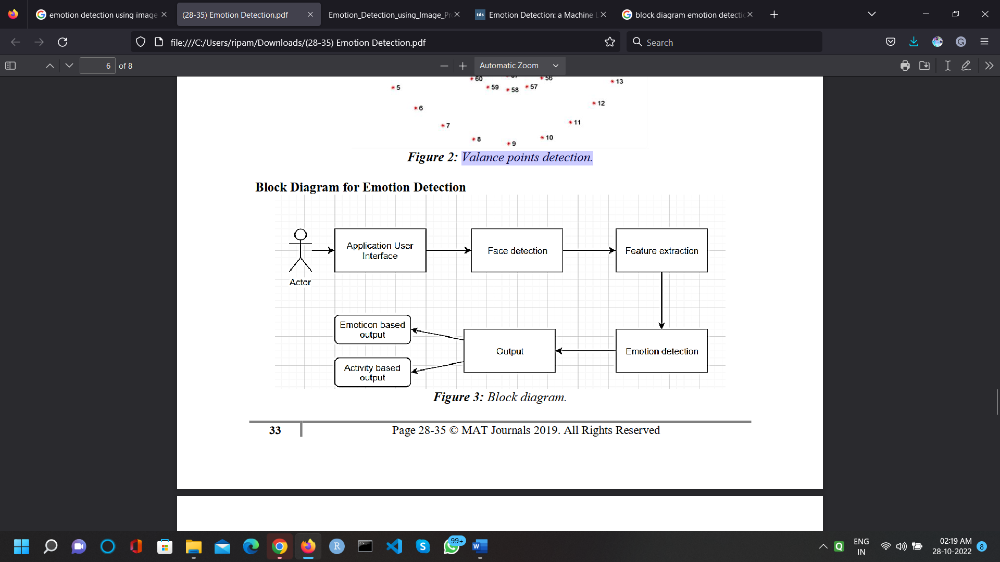 emotion detection using image
(28-35) Emotion Detection.pdf
Emotion_Detection_using_Image_Pro
tds Emotion Detection: a Machine L
block diagram emotion detectio
file:///C:/Users/ripam/Downloads/(28-35) Emotion Detection.pdf
Search
6 of 8
Automatic Zoom
60
56
13
5
59
58
57
12
6
11
7
8
9
10
Figure 2: Valance points detection.
Block Diagram for Emotion Detection
Application User
Interface
Face detection
Feature extraction
Actor
Emoticon based
output
Output
Emotion detection
Activity based
output
Figure 3: Block diagram.
33
Page 28-35 © MAT Journals 2019. All Rights Reserved
99+
ENG
IN
02:19 AM
28-10-2022
8